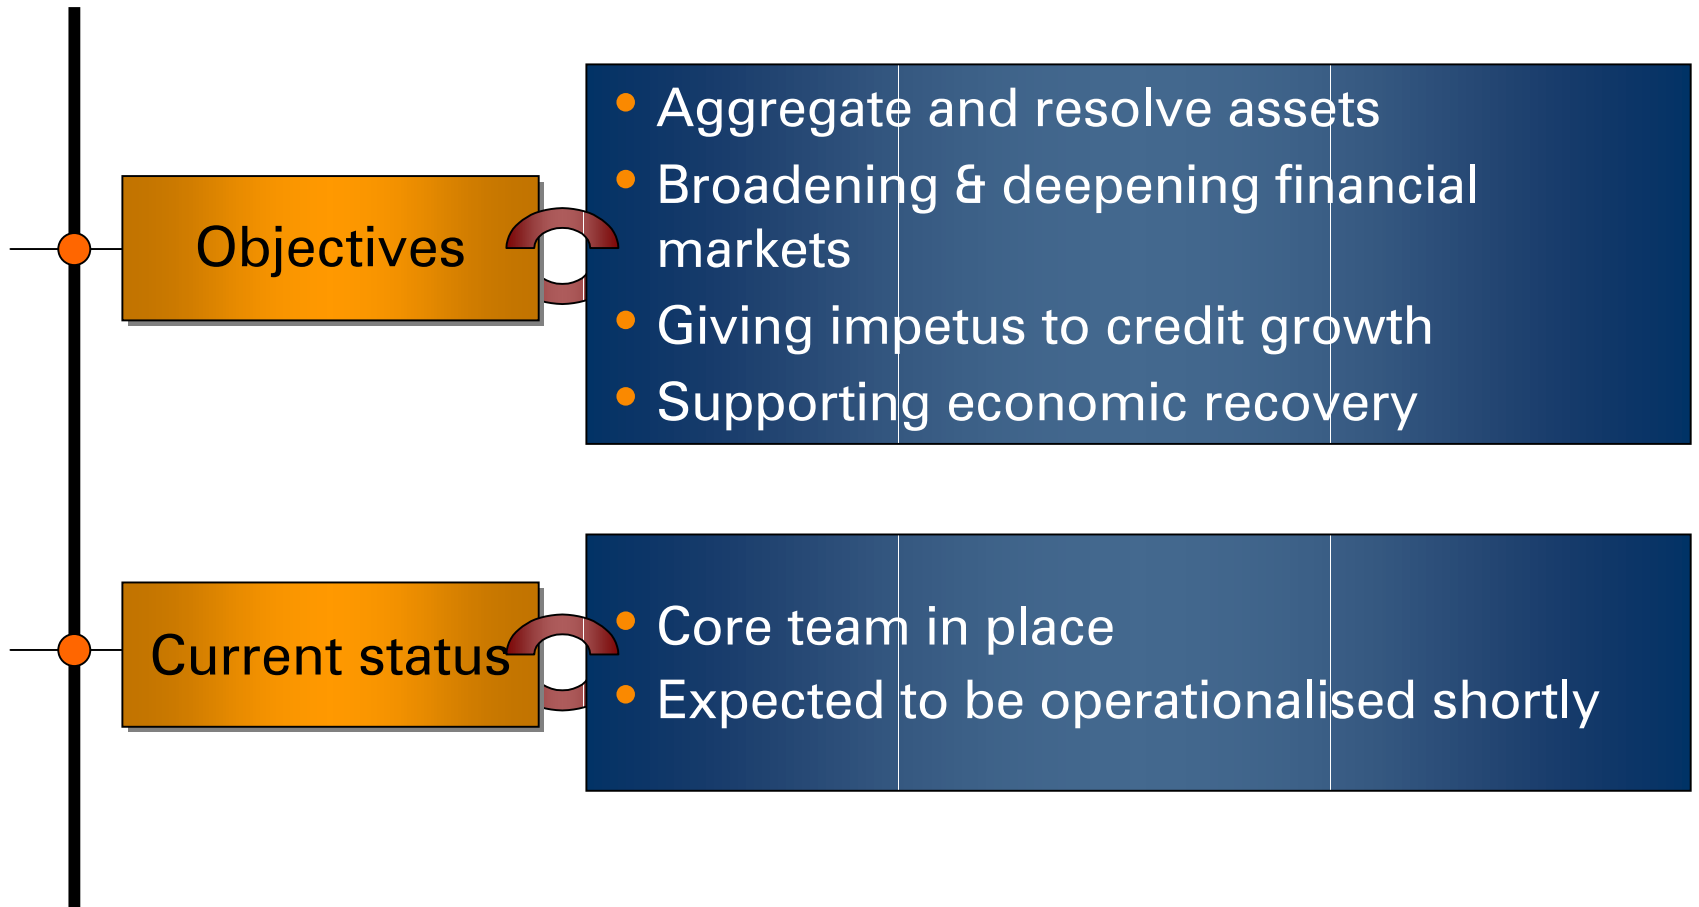 Objectives
• Aggregate and resolve assets
• Broadening & deepening financial
markets
• Giving impetus to credit growth
• Supporting economic recovery
Current status
• Core team in place
• Expected to be operationalised shortly